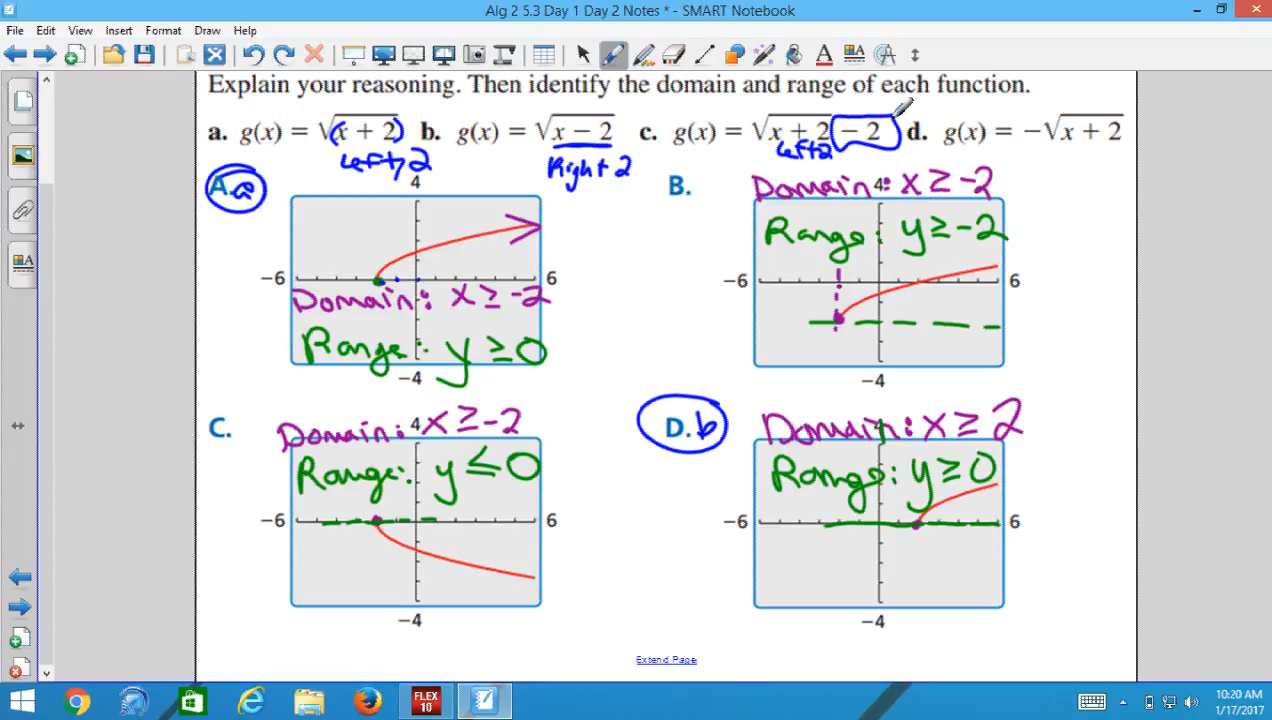 Alg 2 5.3 Day 1 Day 2 Notes * - SMART Notebook
File Edit View Insert Format Draw Help
Explain your reasoning. Then identify the domain and range of each function.
a. g(x) = √(x + 2) b. g(x) = √x − 2 c. g(x) = √x + 2 − 2 d. g(x) = −√x + 2
Left 2 Right 2 Left 2
A. a
4
-6 6
Domain: x ≥ -2
Range: y ≥ 0
−4
B.
Domain: x ≥ -2
4
Range: y ≥ -2
-6 6
−4
C.
Domain: x ≥ -2
4
Range: y ≤ 0
-6 6
−4
D. b
Domain: x ≥ 2
4
Range: y ≥ 0
-6 6
−4
Extend Page
FLEX
10
10:20 AM
1/17/2017